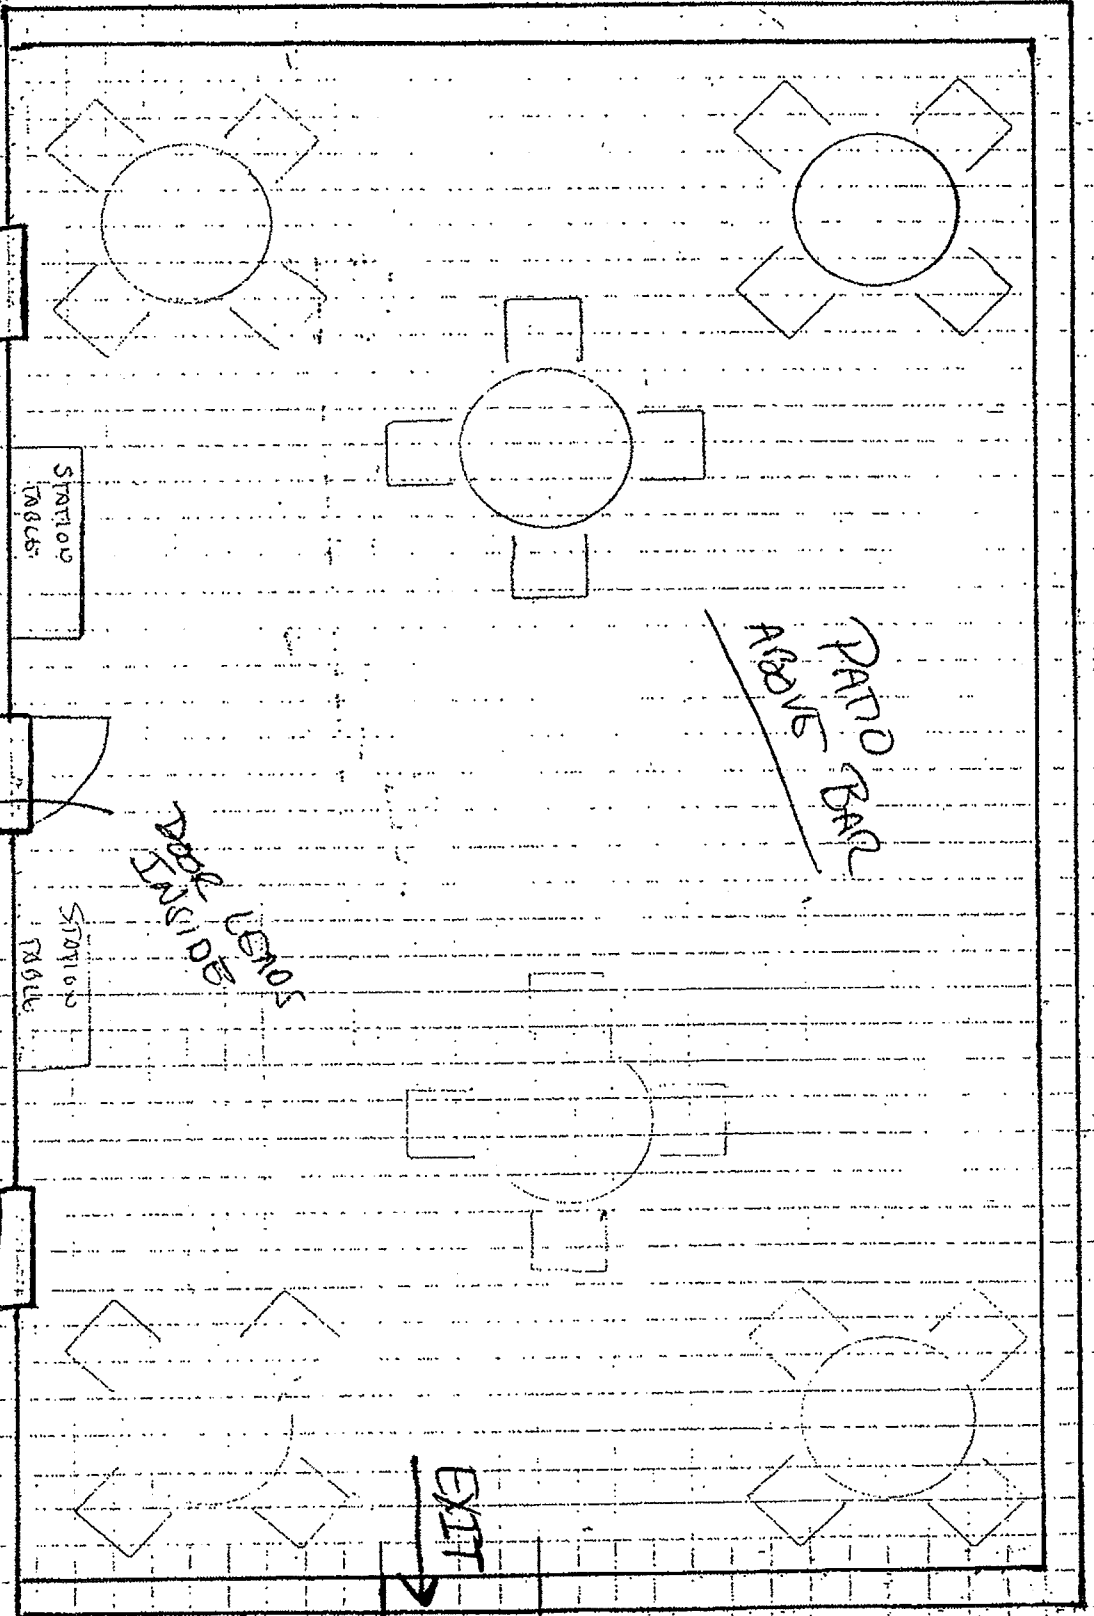 PATIO
ABOVE BAR
STATION
TABLE
DOOR LEADS
INSIDE
STATION
TABLE
EXIT